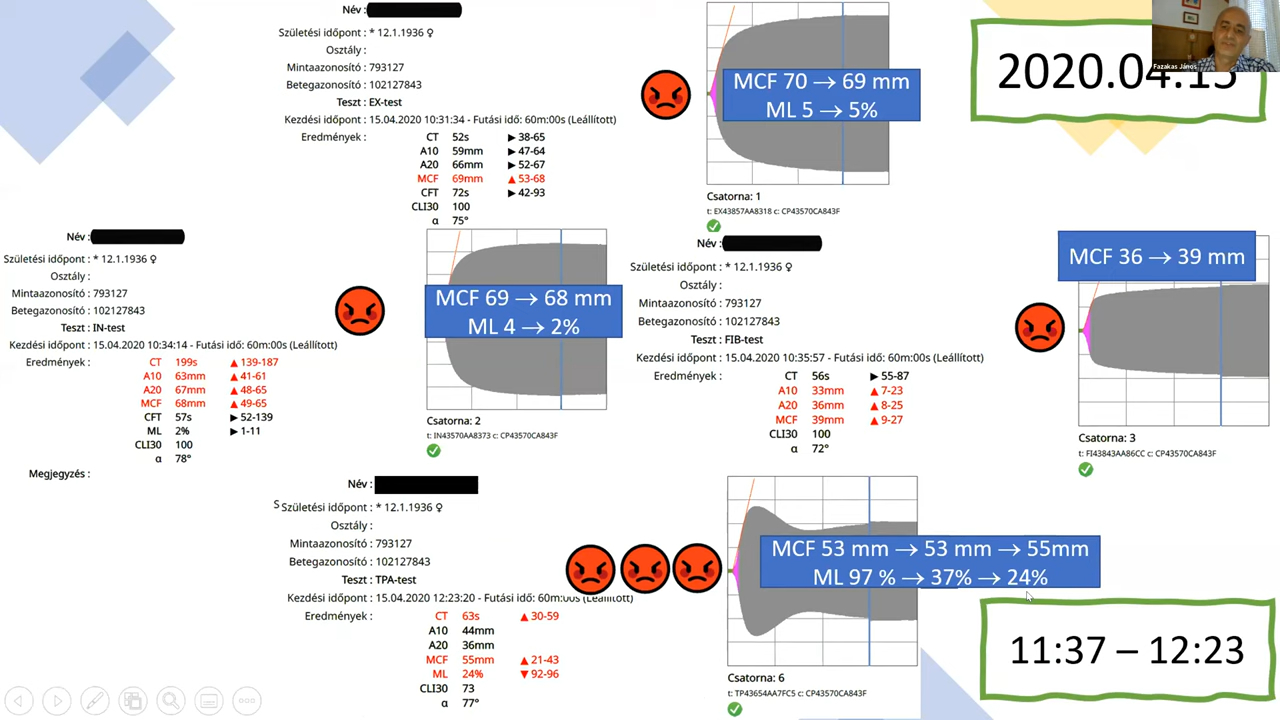 Név :
Születési időpont : * 12.1.1936 ♀
Osztály :
Mintaazonosító : 793127
Betegazonosító : 102127843
Teszt : EX-test
Kezdési időpont : 15.04.2020 10:31:34 - Futási idő: 60m:00s (Leállított)
Eredmények :
CT 52s ▶ 38-65
A10 59mm ▶ 47-64
A20 66mm ▶ 52-67
MCF 69mm ▲ 53-68
CFT 72s ▶ 42-93
CLI30 100
α 75°
MCF 70 → 69 mm
ML 5 → 5%
Csatorna: 1
t: EX43857AA8318 c: CP43570CA843F
Fazakas János
2020.04.15
Név :
Születési időpont : * 12.1.1936 ♀
Osztály :
Mintaazonosító : 793127
Betegazonosító : 102127843
Teszt : IN-test
Kezdési időpont : 15.04.2020 10:34:14 - Futási idő: 60m:00s (Leállított)
Eredmények :
CT 199s ▲ 139-187
A10 63mm ▲ 41-61
A20 67mm ▲ 48-65
MCF 68mm ▲ 49-65
CFT 57s ▶ 52-139
ML 2% ▶ 1-11
CLI30 100
α 78°
Megjegyzés :
MCF 69 → 68 mm
ML 4 → 2%
Csatorna: 2
t: IN43570AA8373 c: CP43570CA843F
Név :
Születési időpont : * 12.1.1936 ♀
Osztály :
Mintaazonosító : 793127
Betegazonosító : 102127843
Teszt : FIB-test
Kezdési időpont : 15.04.2020 10:35:57 - Futási idő: 60m:00s (Leállított)
Eredmények :
CT 56s ▶ 55-87
A10 33mm ▲ 7-23
A20 36mm ▲ 8-25
MCF 39mm ▲ 9-27
CLI30 100
α 72°
MCF 36 → 39 mm
Csatorna: 3
t: FI43843AA86CC c: CP43570CA843F
Név :
S Születési időpont : * 12.1.1936 ♀
Osztály :
Mintaazonosító : 793127
Betegazonosító : 102127843
Teszt : TPA-test
Kezdési időpont : 15.04.2020 12:23:20 - Futási idő: 60m:00s (Leállított)
Eredmények :
CT 63s ▲ 30-59
A10 44mm
A20 36mm
MCF 55mm ▲ 21-43
ML 24% ▼ 92-96
CLI30 73
α 77°
MCF 53 mm → 53 mm → 55mm
ML 97 % → 37% → 24%
Csatorna: 6
t: TP43654AA7FC5 c: CP43570CA843F
11:37 – 12:23